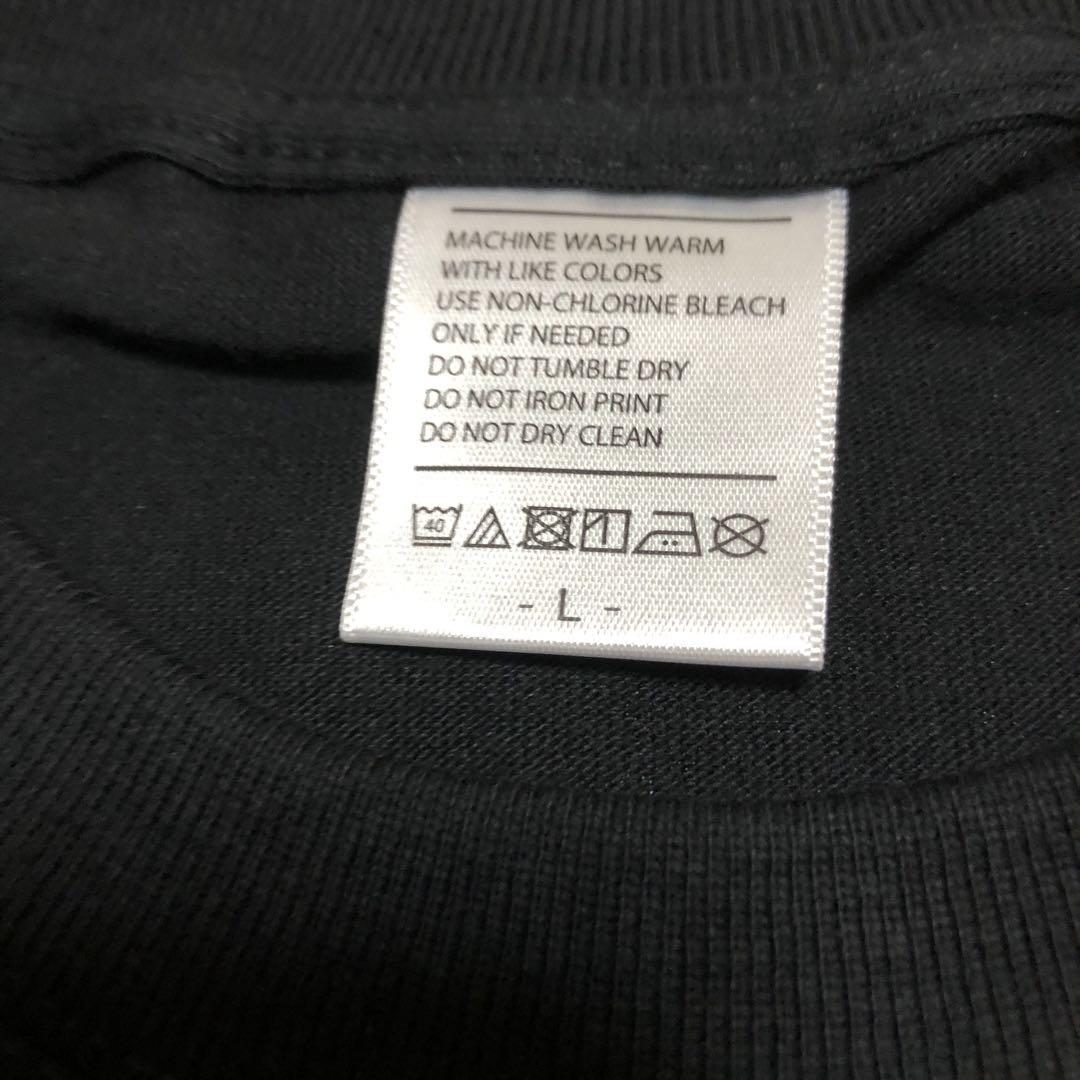 MACHINE WASH WARM
WITH LIKE COLORS
USE NON-CHLORINE BLEACH
ONLY IF NEEDED
DO NOT TUMBLE DRY
DO NOT IRON PRINT
DO NOT DRY CLEAN
40
- L -